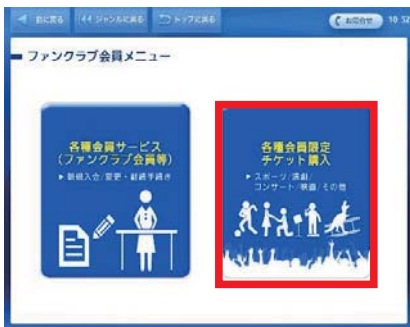 前に戻る
ジャンルに戻る
トップに戻る
お問合せ
10:52
ファンクラブ会員メニュー
各種会員サービス
(ファンクラブ会員等)
▶ 新規入会/変更・継続手続き
各種会員限定
チケット購入
▶ スポーツ/演劇/
コンサート/映画/その他